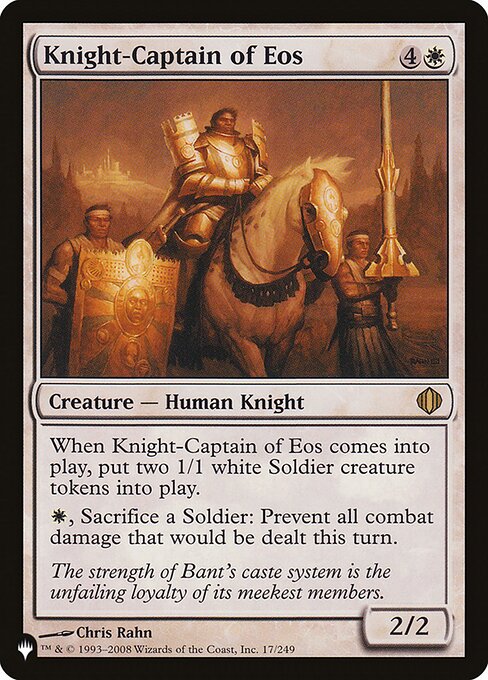 Knight-Captain of Eos 4
Creature — Human Knight
When Knight-Captain of Eos comes into
play, put two 1/1 white Soldier creature
tokens into play.
, Sacrifice a Soldier: Prevent all combat
damage that would be dealt this turn.
The strength of Bant's caste system is the
unfailing loyalty of its meekest members.
Chris Rahn
2/2
™ & © 1993–2008 Wizards of the Coast, Inc. 17/249